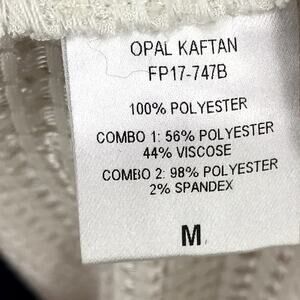 OPAL KAFTAN
FP17-747B
100% POLYESTER
COMBO 1: 56% POLYESTER
44% VISCOSE
COMBO 2: 98% POLYESTER
2% SPANDEX
M